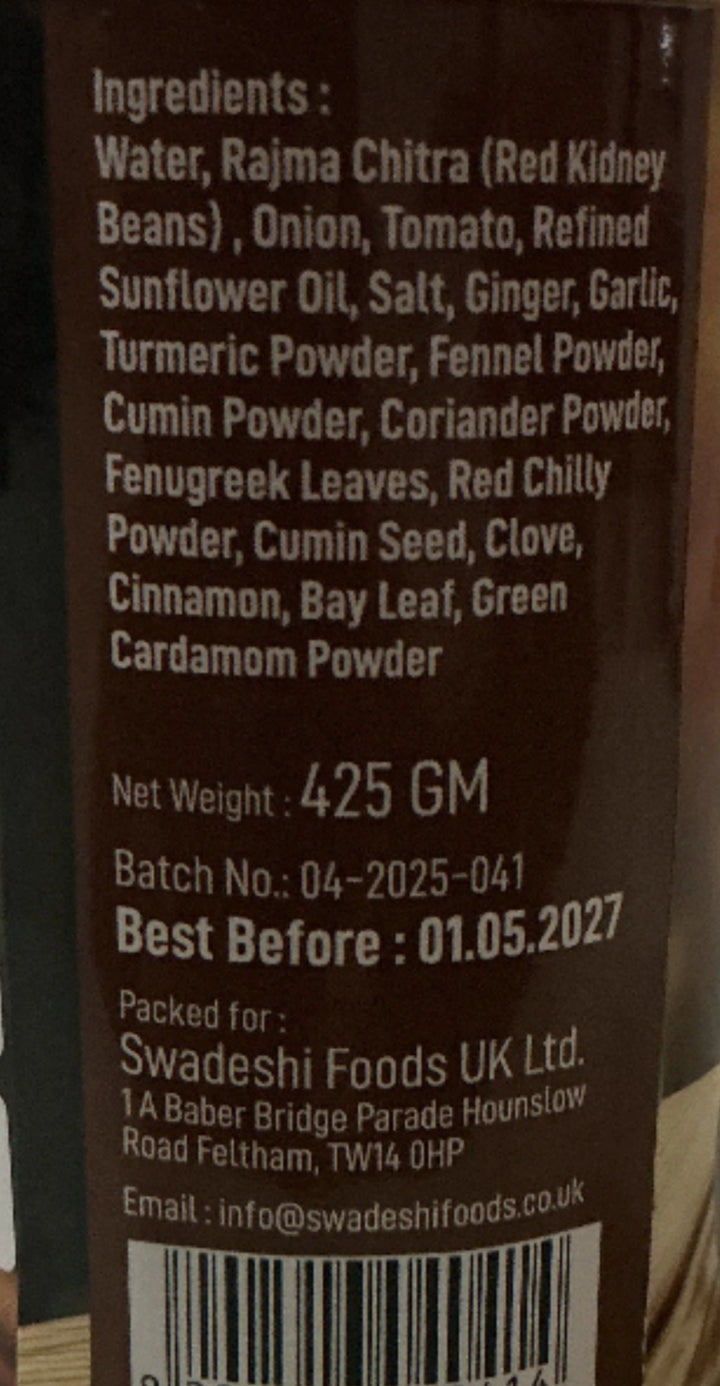 Ingredients :
Water, Rajma Chitra (Red Kidney
Beans) , Onion, Tomato, Refined
Sunflower Oil, Salt, Ginger, Garlic,
Turmeric Powder, Fennel Powder,
Cumin Powder, Coriander Powder,
Fenugreek Leaves, Red Chilly
Powder, Cumin Seed, Clove,
Cinnamon, Bay Leaf, Green
Cardamom Powder
Net Weight : 425 GM
Batch No.: 04-2025-041
Best Before : 01.05.2027
Packed for :
Swadeshi Foods UK Ltd.
1 A Baber Bridge Parade Hounslow
Road Feltham, TW14 0HP
Email : info@swadeshifoods.co.uk